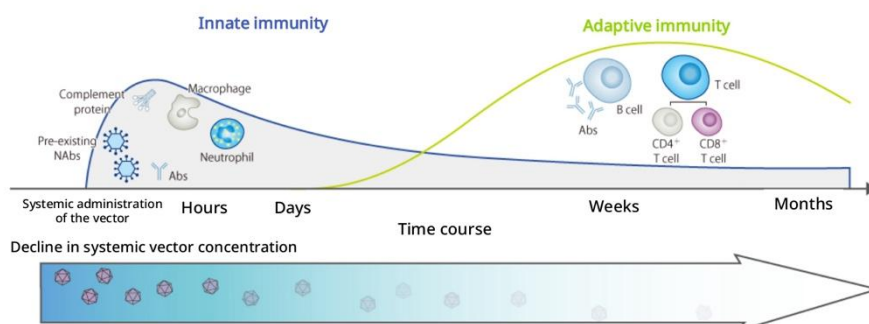 Innate immunity
Adaptive immunity
Complement
protein
Macrophage
Pre-existing
NAbs
Abs
Neutrophil
Abs
B cell
T cell
CD4+
T cell
CD8+
T cell
Systemic administration
of the vector
Hours
Days
Weeks
Months
Time course
Decline in systemic vector concentration